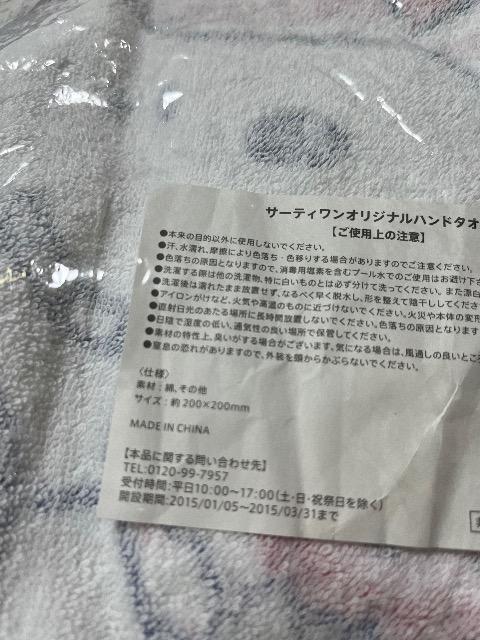 サーティワンオリジナルハンドタオ
【ご使用上の注意】
●本来の目的以外に使用しないでください。
●汗、水濡れ、摩擦により色落ち・色移りする場合がありますのでご注意ください。
●色落ちの原因となりますので、消毒用塩素を含むプール水でのご使用はお避け下さ
●洗濯する際は他の洗濯物、特に白いものとは必ず分けて洗ってください。また漂白
●洗濯後は濡れたまま放置せず、なるべく早く脱水し、形を整えて陰干ししてくださ
●アイロンがけなど、火気や高温のものに近づけないでください。火災や本体の変形
●直射日光のあたる場所に長時間放置しないでください。色落ちの原因となります
●日陰で湿度の低い、通気性の良い場所で保管してください。
●素材の特性上、臭いがする場合がございます。気になる場合は、風通しの良いところ
●窒息の恐れがありますので、外装を頭からかぶらないでください。
〈仕様〉
素材：綿、その他
サイズ：約200×200mm
MADE IN CHINA
【本品に関する問い合わせ先】
TEL:0120-99-7957
受付時間:平日10:00〜17:00(土・日・祝祭日を除く)
開設期間:2015/01/05〜2015/03/31まで